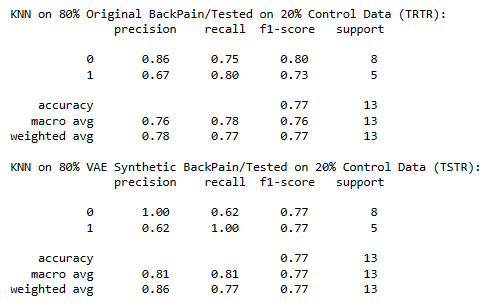 KNN on 80% Original BackPain/Tested on 20% Control Data (TRTR):
precision recall f1-score support
0 0.86 0.75 0.80 8
1 0.67 0.80 0.73 5
accuracy 0.77 13
macro avg 0.76 0.78 0.76 13
weighted avg 0.78 0.77 0.77 13
KNN on 80% VAE Synthetic BackPain/Tested on 20% Control Data (TSTR):
precision recall f1-score support
0 1.00 0.62 0.77 8
1 0.62 1.00 0.77 5
accuracy 0.77 13
macro avg 0.81 0.81 0.77 13
weighted avg 0.86 0.77 0.77 13